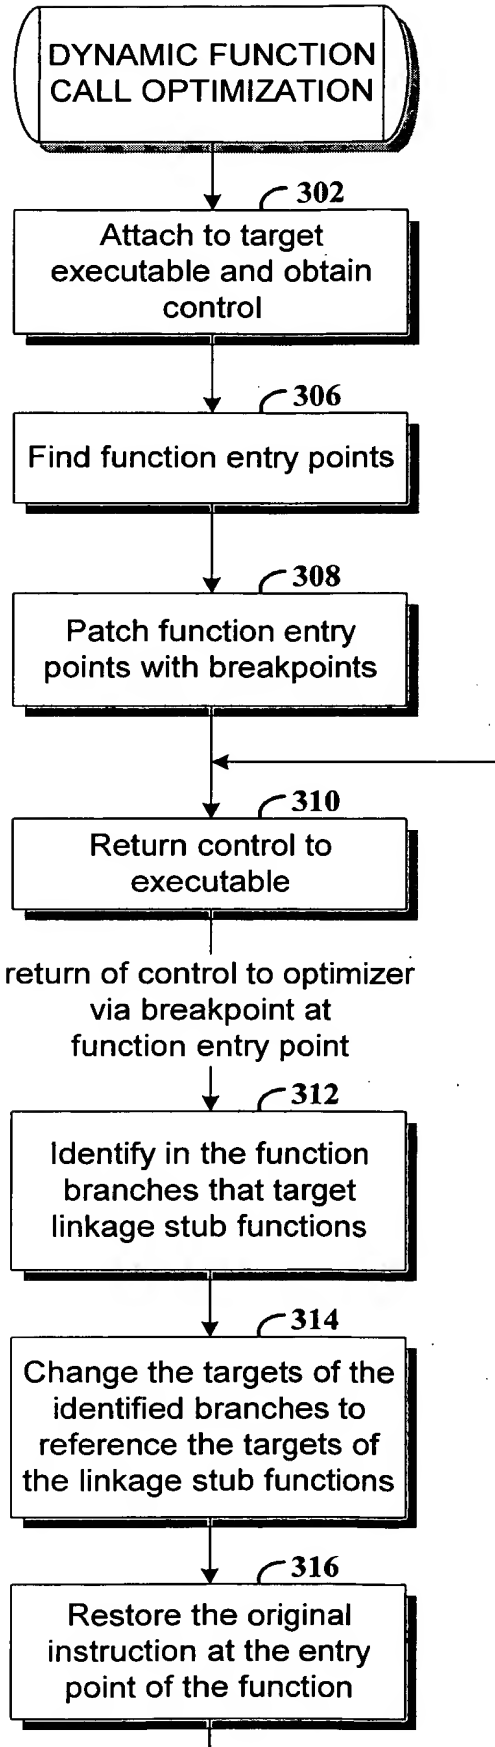 DYNAMIC FUNCTION
CALL OPTIMIZATION
302
Attach to target
executable and obtain
control
306
Find function entry points
308
Patch function entry
points with breakpoints
310
Return control to
executable
return of control to optimizer
via breakpoint at
function entry point
312
Identify in the function
branches that target
linkage stub functions
314
Change the targets of the
identified branches to
reference the targets of
the linkage stub functions
316
Restore the original
instruction at the entry
point of the function